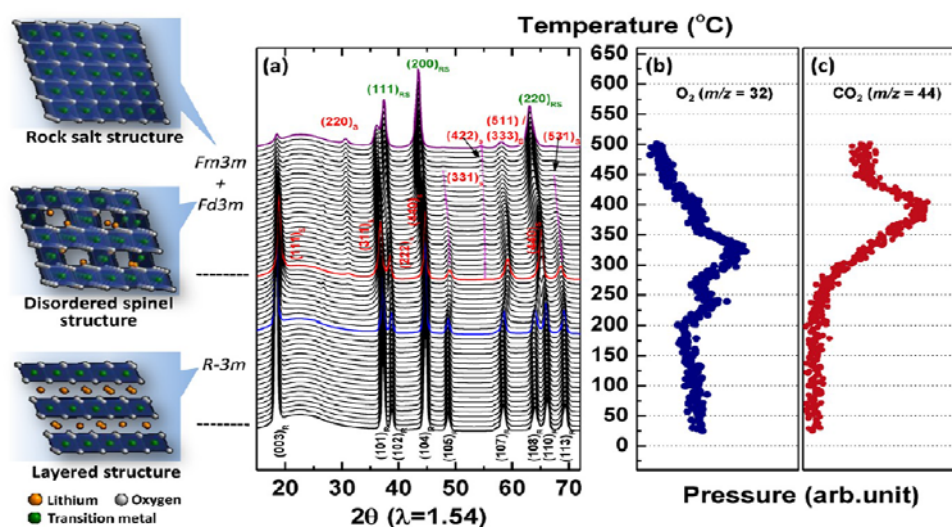 Temperature (°C)
Rock salt structure
Fm3m
+
Fd3m
Disordered spinel
structure
R-3m
Layered structure
Lithium
Oxygen
Transition metal
(a)
(200)RS
(111)RS
(220)RS
(220)S
(422)S
(511) /
(531)S
(331)S
(222)
(003)R
(101)R
(102)R
(104)R
(105)R
(107)R
(108)R
(110)R
(113)R
20 30 40 50 60 70
2θ (λ=1.54)
650
600
550
500
450
400
350
300
250
200
150
100
50
0
(b)
O2 (m/z = 32)
(c)
CO2 (m/z = 44)
Pressure (arb.unit)